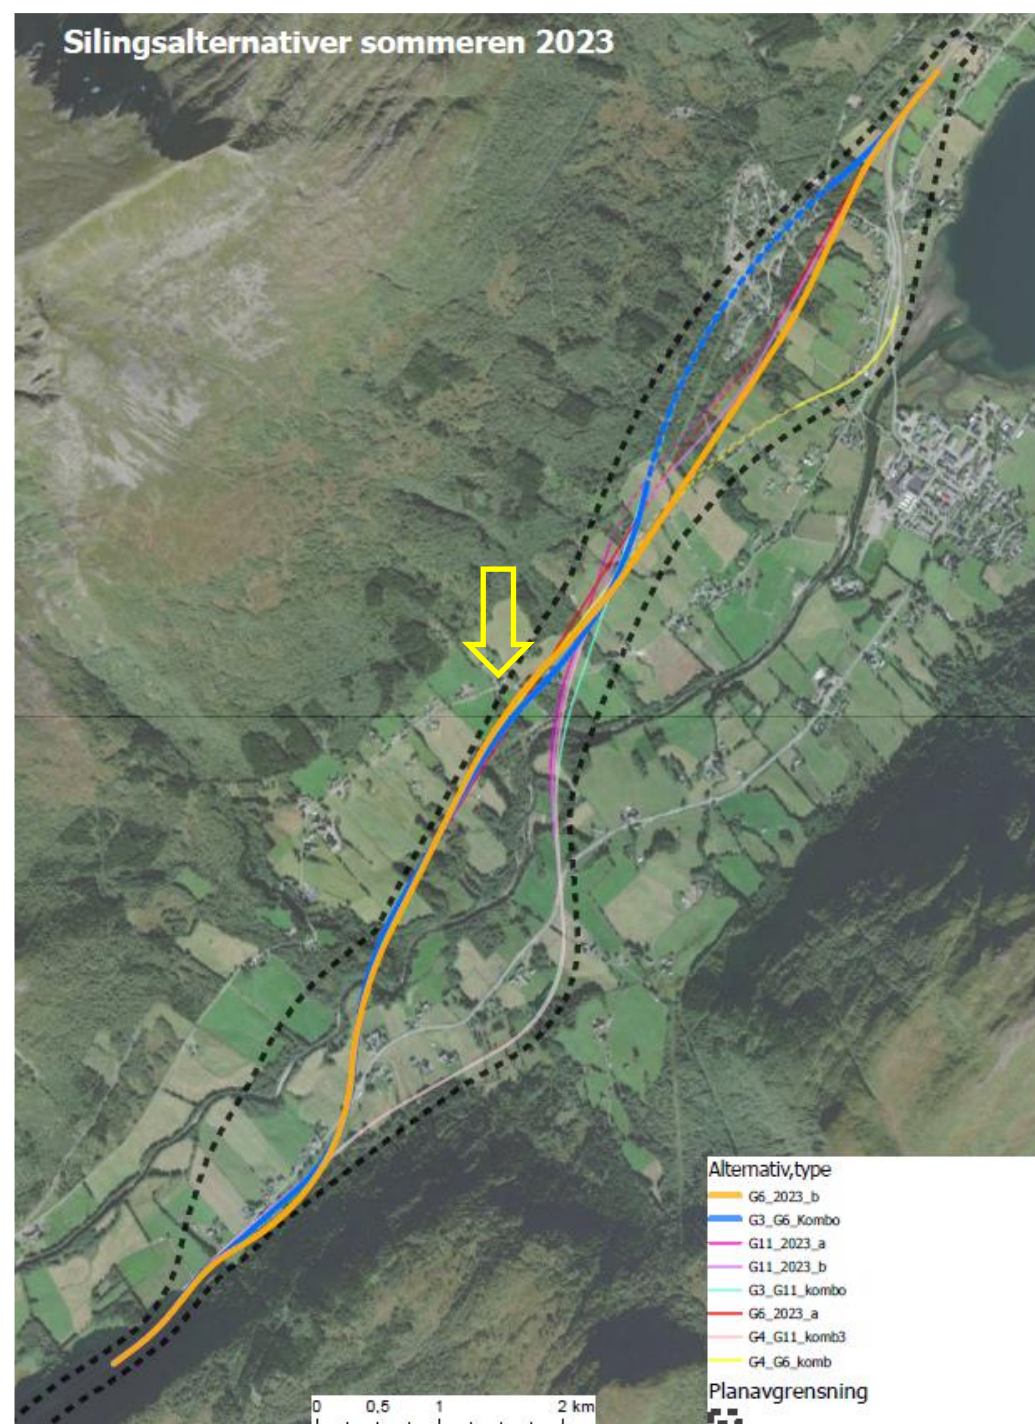 Silingsalternativer sommeren 2023
Alternativ,type
G6_2023_b
G3_G6_Kombo
G11_2023_a
G11_2023_b
G3_G11_kombo
G6_2023_a
G4_G11_komb3
G4_G6_komb
Planavgrensning
0 0,5 1 2 km